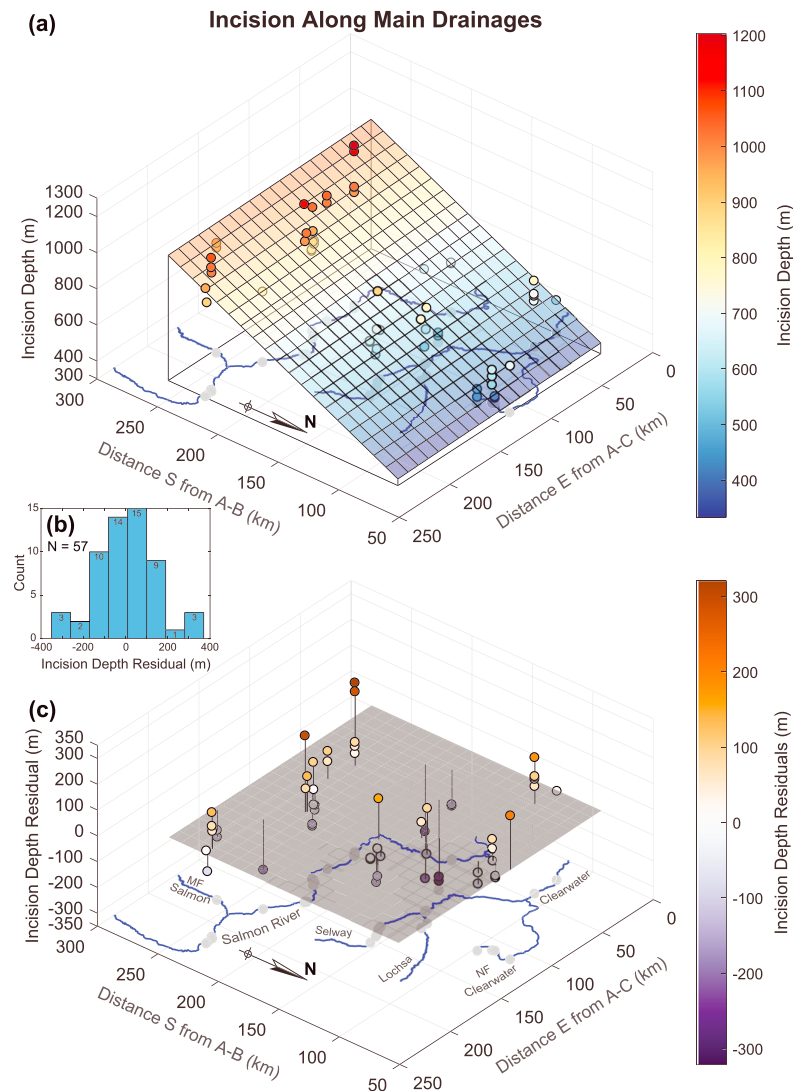 Incision Along Main Drainages
(a)
1300
1200
1000
800
600
400
300
Incision Depth (m)
300
250
200
150
100
50
Distance S from A-B (km)
N
250
200
150
100
50
0
Distance E from A-C (km)
1200
1100
1000
900
800
700
600
500
400
Incision Depth (m)
(b)
N = 57
15
10
5
0
Count
3
2
10
14
15
9
1
3
-400
-200
0
200
400
Incision Depth Residual (m)
(c)
350
300
200
100
0
-100
-200
-300
-350
Incision Depth Residual (m)
300
250
200
150
100
50
Distance S from A-B (km)
MF
Salmon
Salmon River
Selway
Lochsa
NF
Clearwater
Clearwater
N
250
200
150
100
50
0
Distance E from A-C (km)
300
200
100
0
-100
-200
-300
Incision Depth Residuals (m)